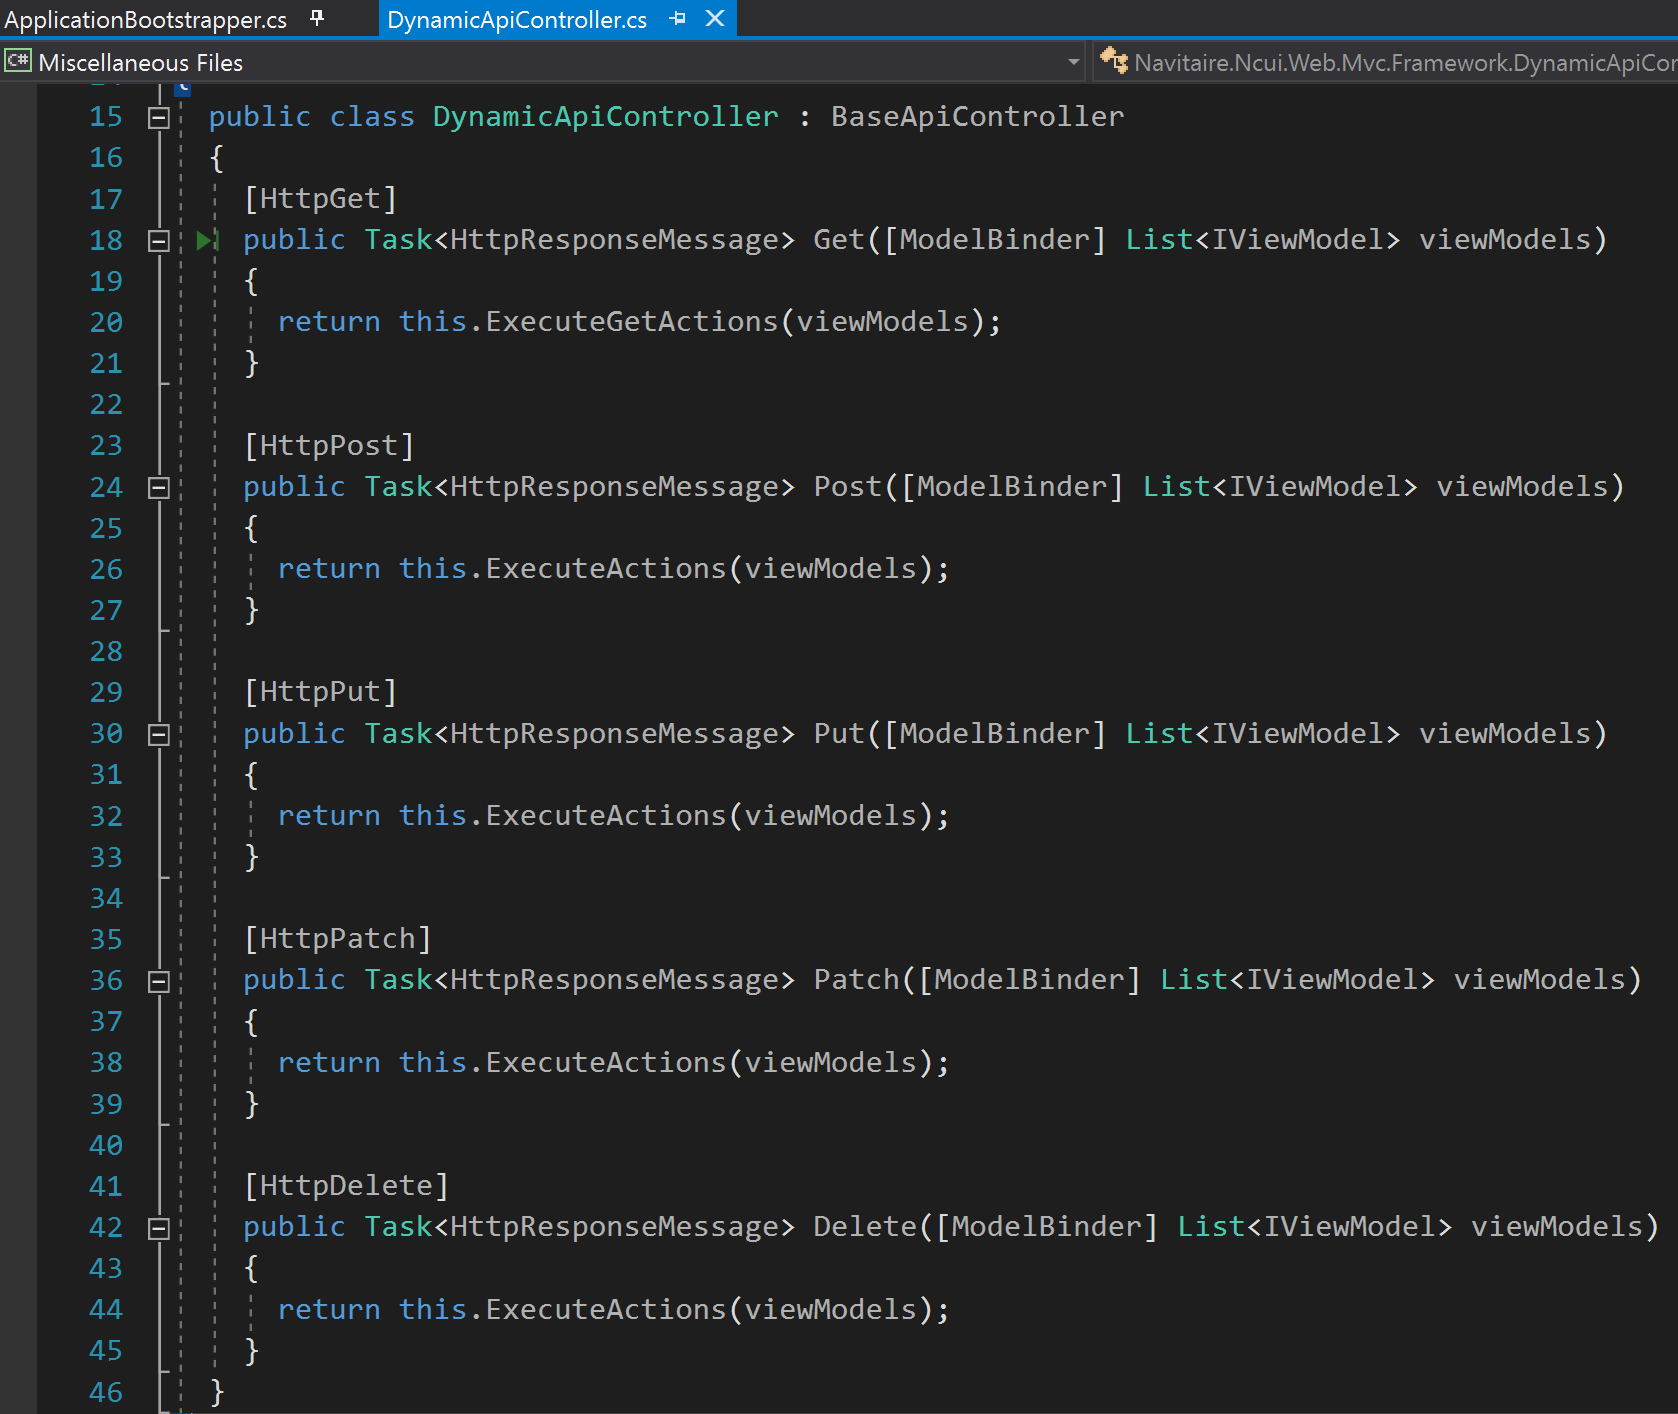 ApplicationBootstrapper.cs DynamicApiController.cs
C# Miscellaneous Files Navitaire.Ncui.Web.Mvc.Framework.DynamicApiCor
15 public class DynamicApiController : BaseApiController
16 {
17 [HttpGet]
18 public Task<HttpResponseMessage> Get([ModelBinder] List<IViewModel> viewModels)
19 {
20 return this.ExecuteGetActions(viewModels);
21 }
22
23 [HttpPost]
24 public Task<HttpResponseMessage> Post([ModelBinder] List<IViewModel> viewModels)
25 {
26 return this.ExecuteActions(viewModels);
27 }
28
29 [HttpPut]
30 public Task<HttpResponseMessage> Put([ModelBinder] List<IViewModel> viewModels)
31 {
32 return this.ExecuteActions(viewModels);
33 }
34
35 [HttpPatch]
36 public Task<HttpResponseMessage> Patch([ModelBinder] List<IViewModel> viewModels)
37 {
38 return this.ExecuteActions(viewModels);
39 }
40
41 [HttpDelete]
42 public Task<HttpResponseMessage> Delete([ModelBinder] List<IViewModel> viewModels)
43 {
44 return this.ExecuteActions(viewModels);
45 }
46 }